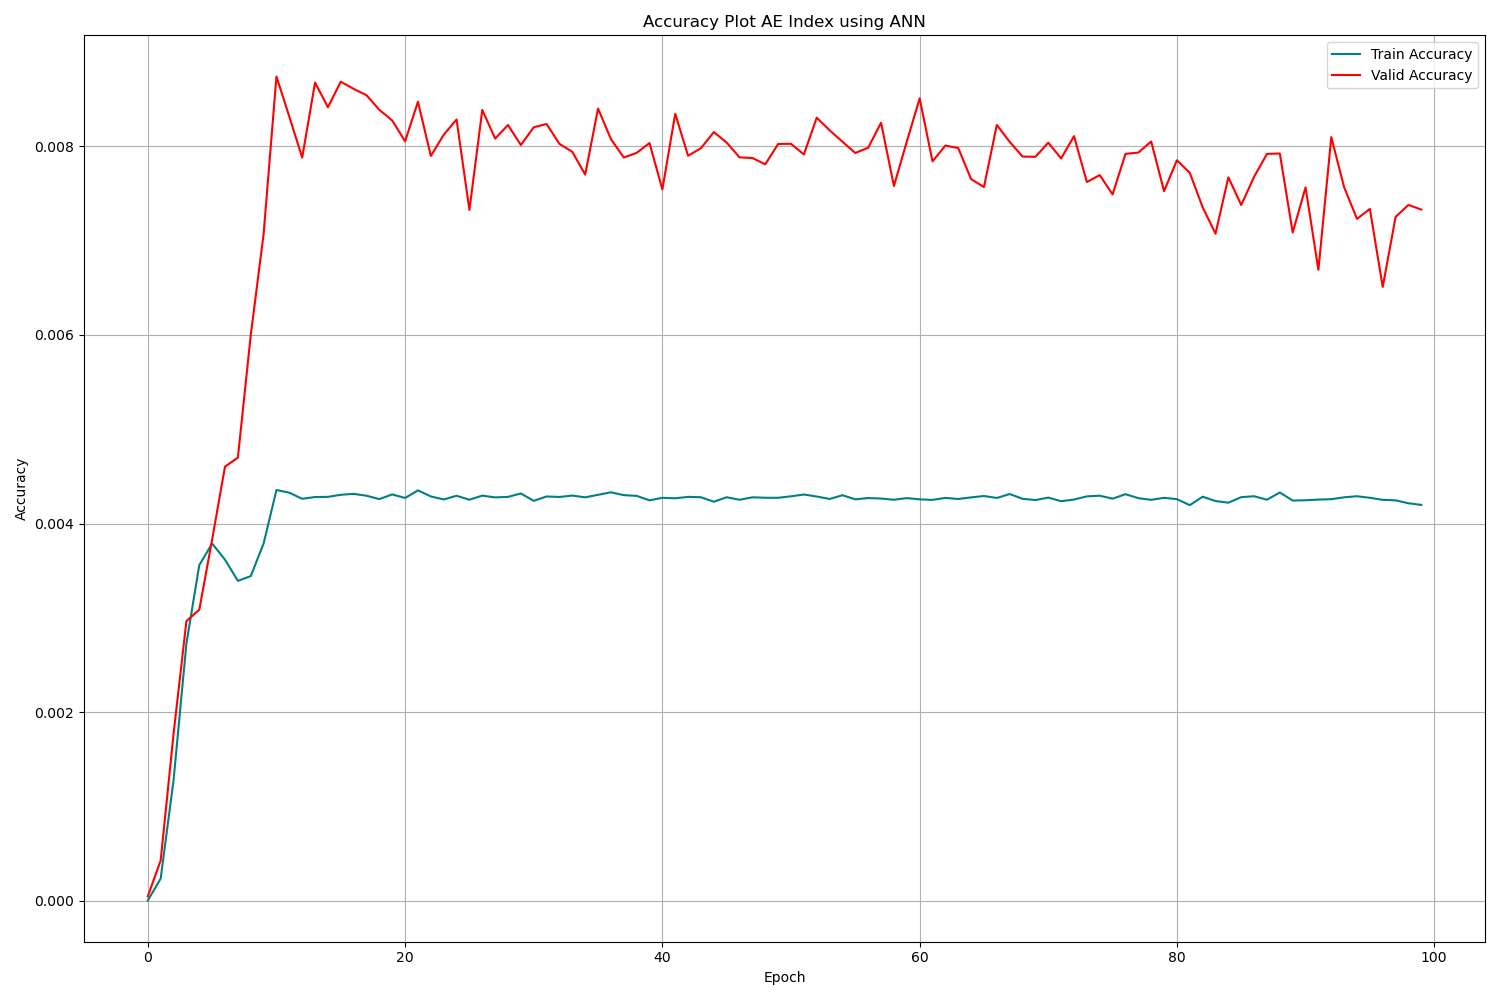 Accuracy Plot AE Index using ANN
Train Accuracy
Valid Accuracy
0.008
0.006
0.004
0.002
0.000
Accuracy
0 20 40 60 80 100
Epoch